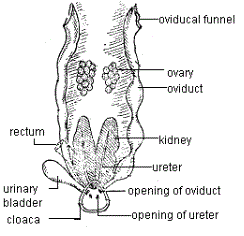 oviducal funnel
ovary
oviduct
rectum
kidney
ureter
urinary
bladder
opening of oviduct
cloaca
opening of ureter